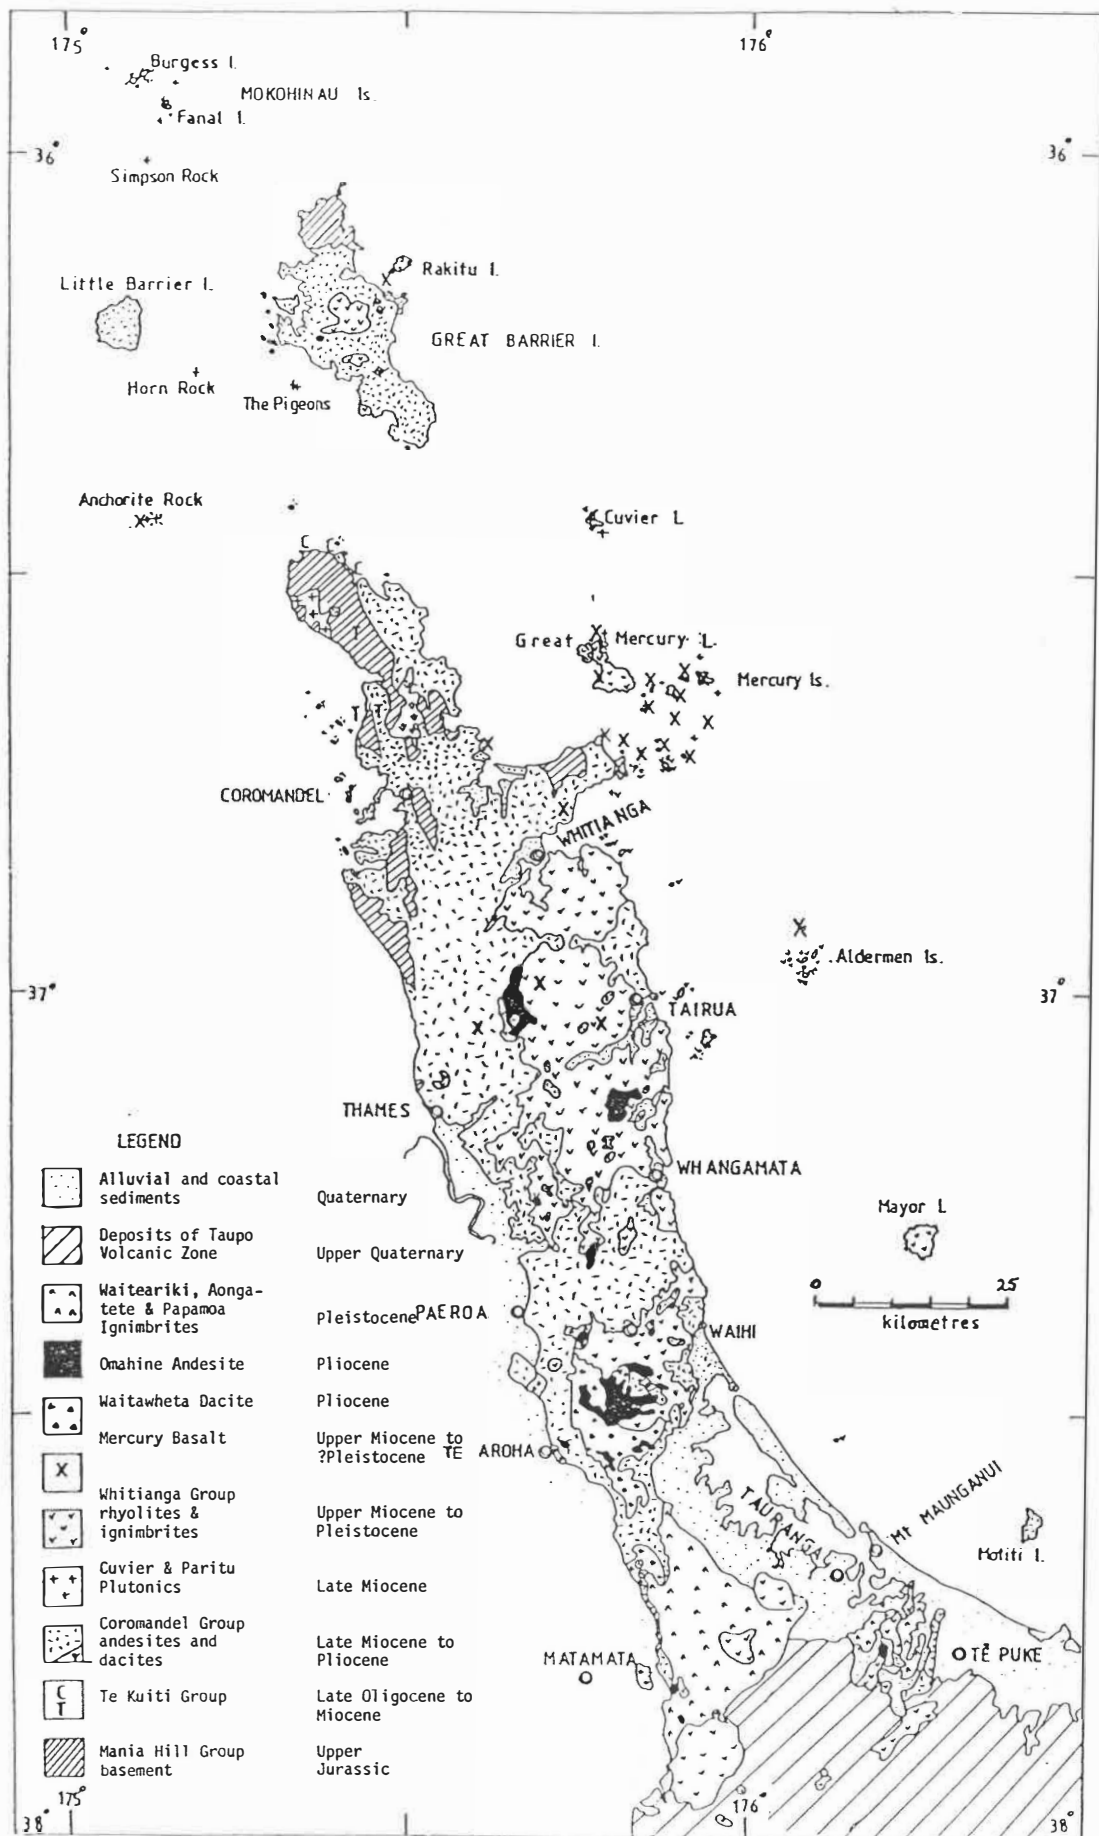 175°
176°
Burgess I.
MOKOHINAU Is.
Fanal I.
36°
36°
Simpson Rock
Rakitu I.
Little Barrier I.
GREAT BARRIER I.
Horn Rock
The Pigeons
Anchorite Rock
Cuvier I.
C
C
C
T
Great Mercury I.
Mercury Is.
T T
COROMANDEL
WHITIANGA
Aldermen Is.
37°
37°
TAIRUA
THAMES
WHANGAMATA
Mayor I.
0 25
kilometres
PAEROA
WAIHI
TE AROHA
TAURANGA
Mt MAUNGANUI
Motiti I.
MATAMATA
TE PUKE
LEGEND
Alluvial and coastal
sediments Quaternary
Deposits of Taupo
Volcanic Zone Upper Quaternary
Waiteariki, Aonga-
tete & Papamoa
Ignimbrites Pleistocene
Omahine Andesite Pliocene
Waitawheta Dacite Pliocene
Mercury Basalt Upper Miocene to
?Pleistocene
X
Whitianga Group
rhyolites &
ignimbrites Upper Miocene to
Pleistocene
Cuvier & Paritu
Plutonics Late Miocene
Coromandel Group
andesites and
dacites Late Miocene to
Pliocene
C
T
Te Kuiti Group Late Oligocene to
Miocene
Mania Hill Group
basement Upper
Jurassic
175°
176°
38°
38°